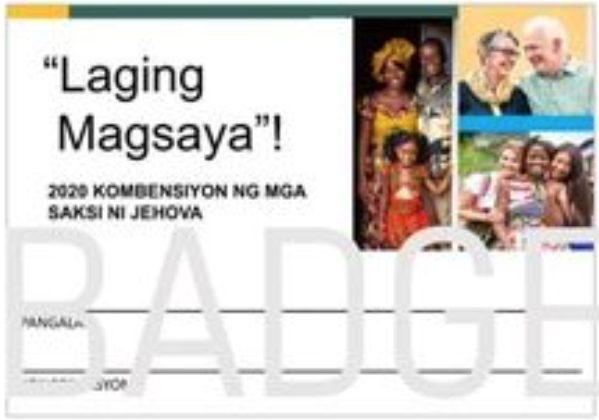 “Laging
Magsaya”!
2020 KOMBENSIYON NG MGA
SAKSI NI JEHOVA
BADGE